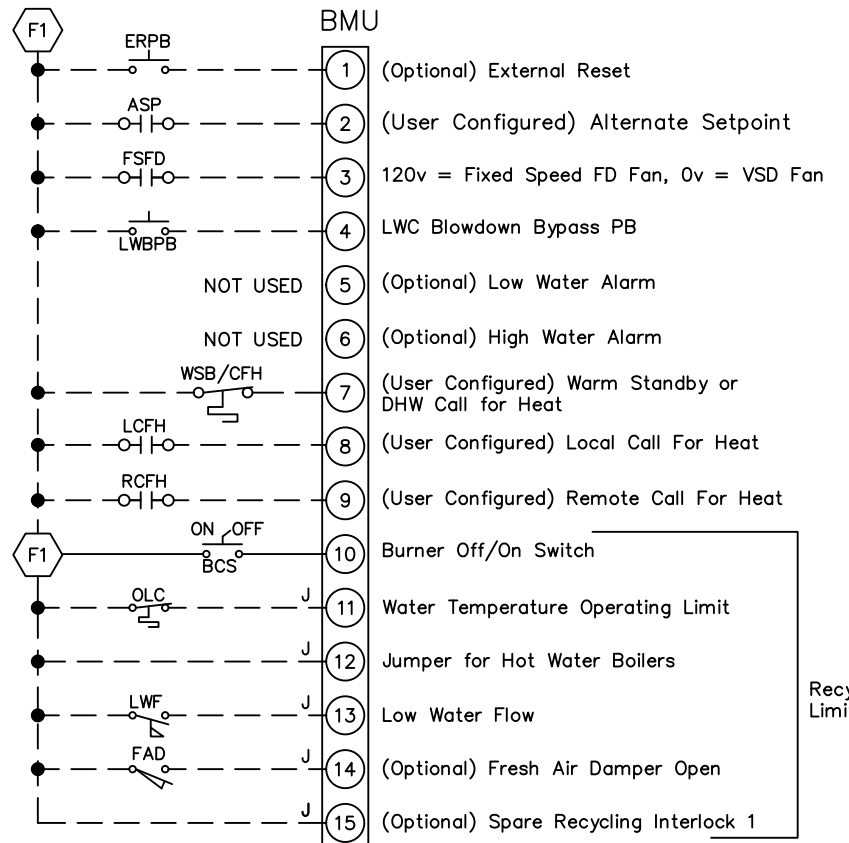 F1
BMU
ERPB
1 (Optional) External Reset
ASP
2 (User Configured) Alternate Setpoint
FSFD
3 120v = Fixed Speed FD Fan, 0v = VSD Fan
4 LWC Blowdown Bypass PB
LWBPB
NOT USED 5 (Optional) Low Water Alarm
NOT USED 6 (Optional) High Water Alarm
WSB/CFH
7 (User Configured) Warm Standby or
DHW Call for Heat
LCFH
8 (User Configured) Local Call For Heat
RCFH
9 (User Configured) Remote Call For Heat
ON OFF
F1 10 Burner Off/On Switch
BCS
OLC J
11 Water Temperature Operating Limit
J
12 Jumper for Hot Water Boilers
LWF J
13 Low Water Flow
FAD J
14 (Optional) Fresh Air Damper Open
J
15 (Optional) Spare Recycling Interlock 1
Recy
Limi